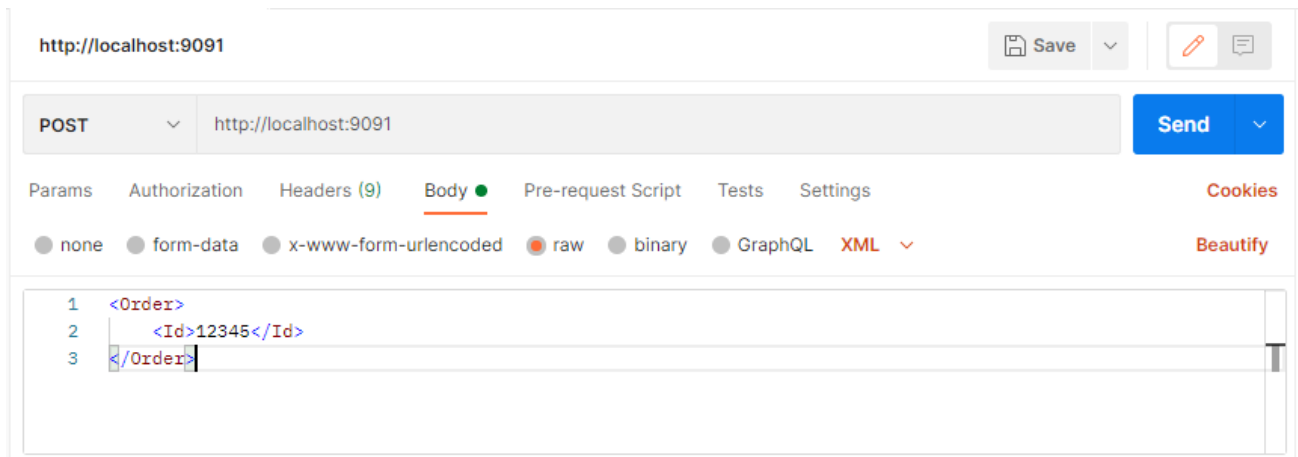 http://localhost:9091 Save
POST http://localhost:9091 Send
Params Authorization Headers (9) Body Pre-request Script Tests Settings Cookies
none form-data x-www-form-urlencoded raw binary GraphQL XML Beautify
1 <Order>
2 <Id>12345</Id>
3 </Order>